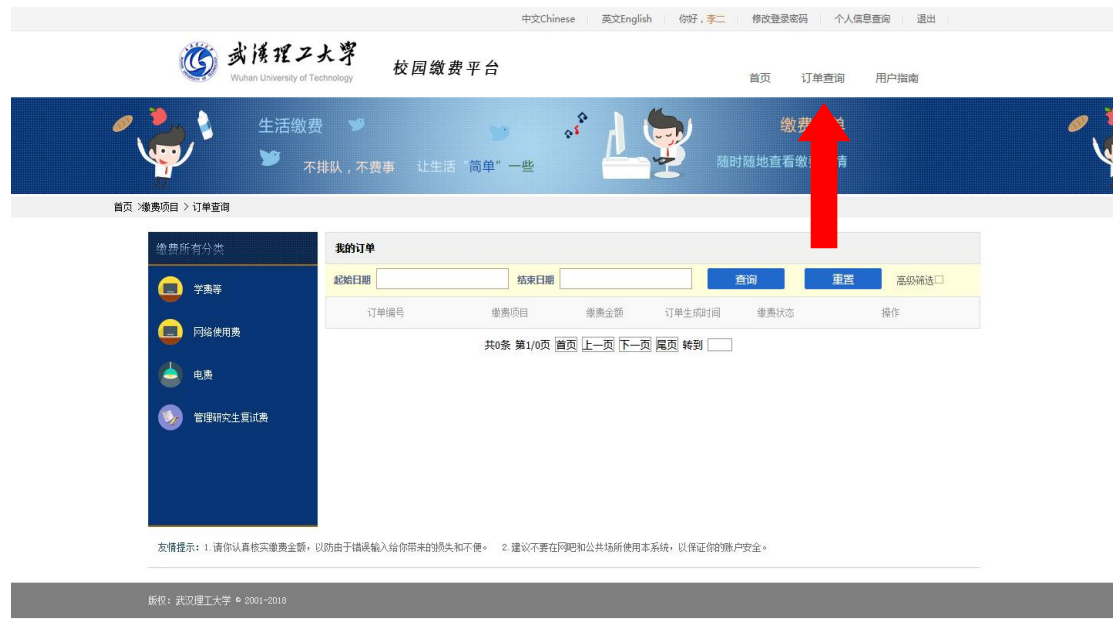 中文Chinese 英文English 你好，李二 修改登录密码 个人信息查询 退出
武汉理工大学
Wuhan University of Technology
校园缴费平台
首页 订单查询 用户指南
生活缴费
不排队，不费事 让生活“简单”一些
缴费 单
随时随地查看缴 情
首页 >缴费项目 > 订单查询
缴费所有分类
学费等
网络使用费
电费
管理研究生复试费
我的订单
起始日期 结束日期 查询 重置 高级筛选
订单编号 缴费项目 缴费金额 订单生成时间 缴费状态 操作
共0条 第1/0页 首页 上一页 下一页 尾页 转到
友情提示：1.请你认真核实缴费金额，以防由于错误输入给你带来的损失和不便。 2.建议不要在网吧和公共场所使用本系统，以保证你的账户安全。
版权：武汉理工大学 © 2001-2018